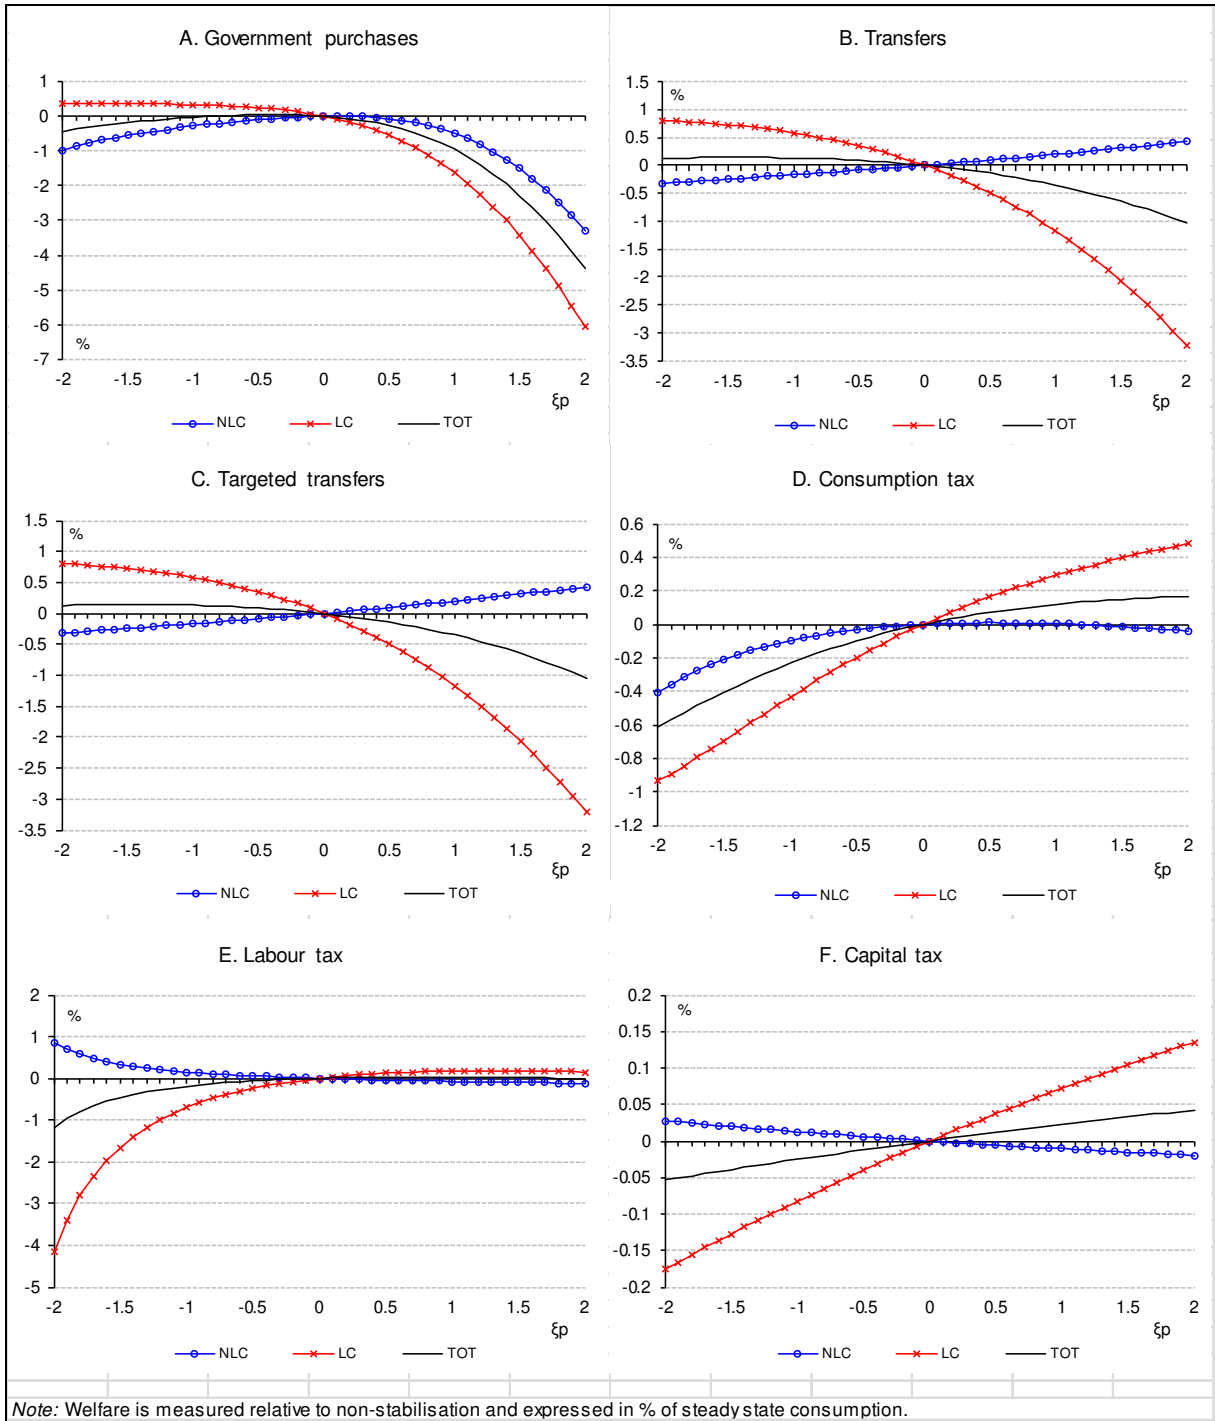 A. Government purchases
1
0
-1
-2
-3
-4
-5
-6
-7
%
-2 -1.5 -1 -0.5 0 0.5 1 1.5 2
ξp
NLC LC TOT
B. Transfers
1.5
1
0.5
0
-0.5
-1
-1.5
-2
-2.5
-3
-3.5
%
-2 -1.5 -1 -0.5 0 0.5 1 1.5 2
ξp
NLC LC TOT
C. Targeted transfers
1.5
1
0.5
0
-0.5
-1
-1.5
-2
-2.5
-3
-3.5
%
-2 -1.5 -1 -0.5 0 0.5 1 1.5 2
ξp
NLC LC TOT
D. Consumption tax
0.6
0.4
0.2
0
-0.2
-0.4
-0.6
-0.8
-1
-1.2
%
-2 -1.5 -1 -0.5 0 0.5 1 1.5 2
ξp
NLC LC TOT
E. Labour tax
2
1
0
-1
-2
-3
-4
-5
%
-2 -1.5 -1 -0.5 0 0.5 1 1.5 2
ξp
NLC LC TOT
F. Capital tax
0.2
0.15
0.1
0.05
0
-0.05
-0.1
-0.15
-0.2
%
-2 -1.5 -1 -0.5 0 0.5 1 1.5 2
ξp
NLC LC TOT
Note: Welfare is measured relative to non-stabilisation and expressed in % of steady state consumption.